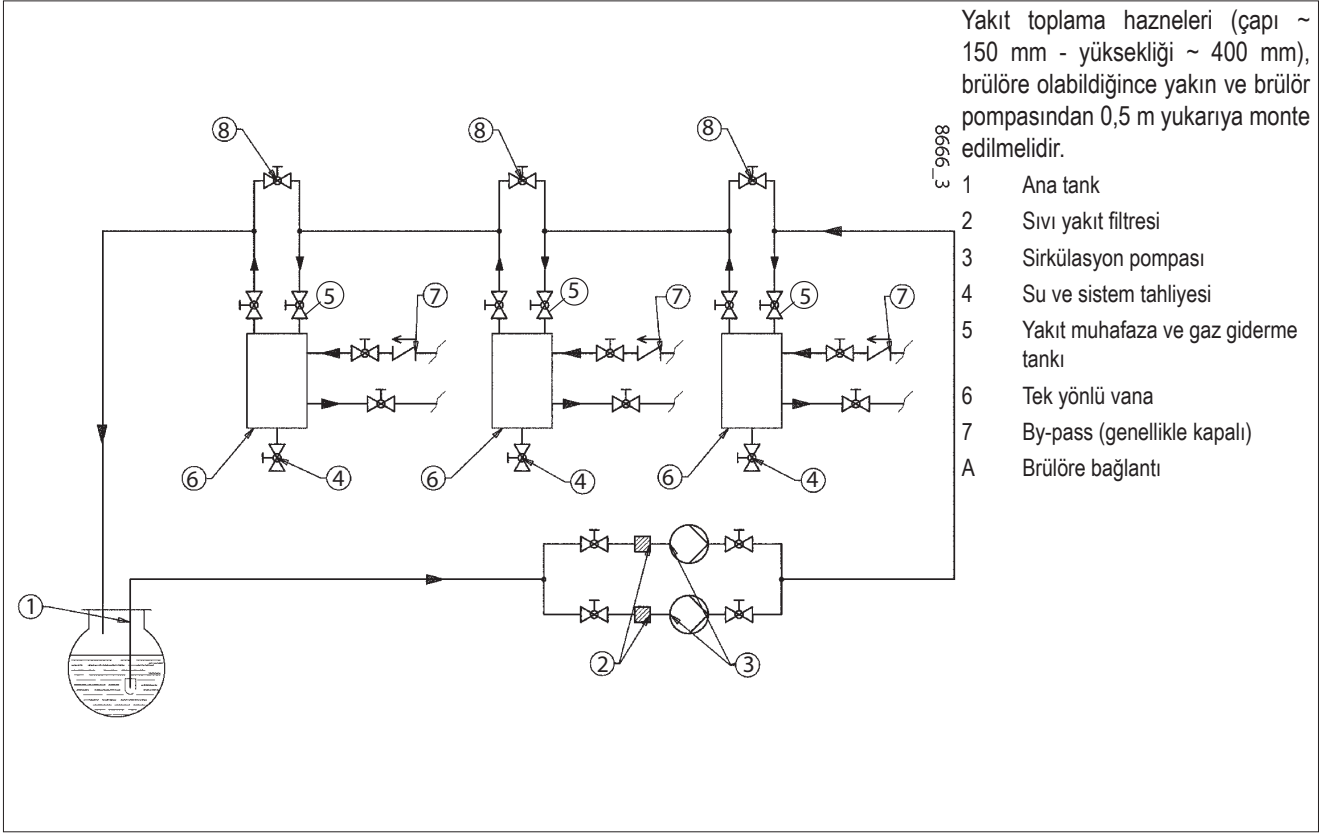 Yakıt toplama hazneleri (çapı ~
150 mm - yüksekliği ~ 400 mm),
brülöre olabildiğince yakın ve brülör
pompasından 0,5 m yukarıya monte
edilmelidir.
1 Ana tank
2 Sıvı yakıt filtresi
3 Sirkülasyon pompası
4 Su ve sistem tahliyesi
5 Yakıt muhafaza ve gaz giderme
tankı
6 Tek yönlü vana
7 By-pass (genellikle kapalı)
A Brülöre bağlantı
8666_3
8
8
8
5
7
5
7
5
7
6
4
6
4
6
4
1
2
3